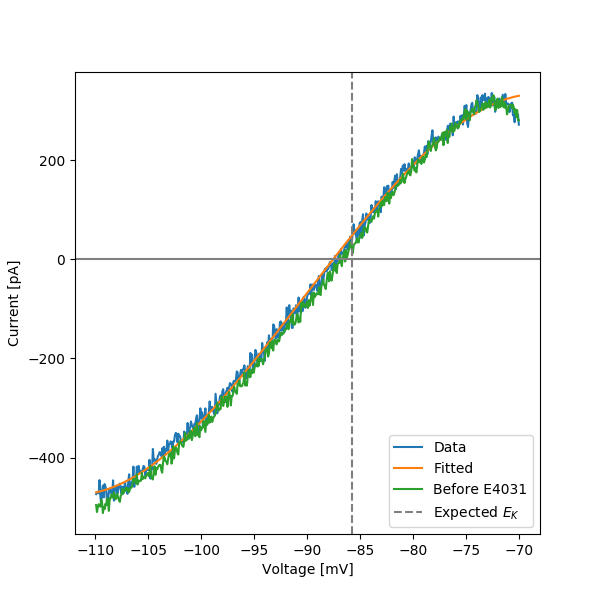 200
0
−200
−400
Current [pA]
−110 −105 −100 −95 −90 −85 −80 −75 −70
Voltage [mV]
Data
Fitted
Before E4031
Expected E_K